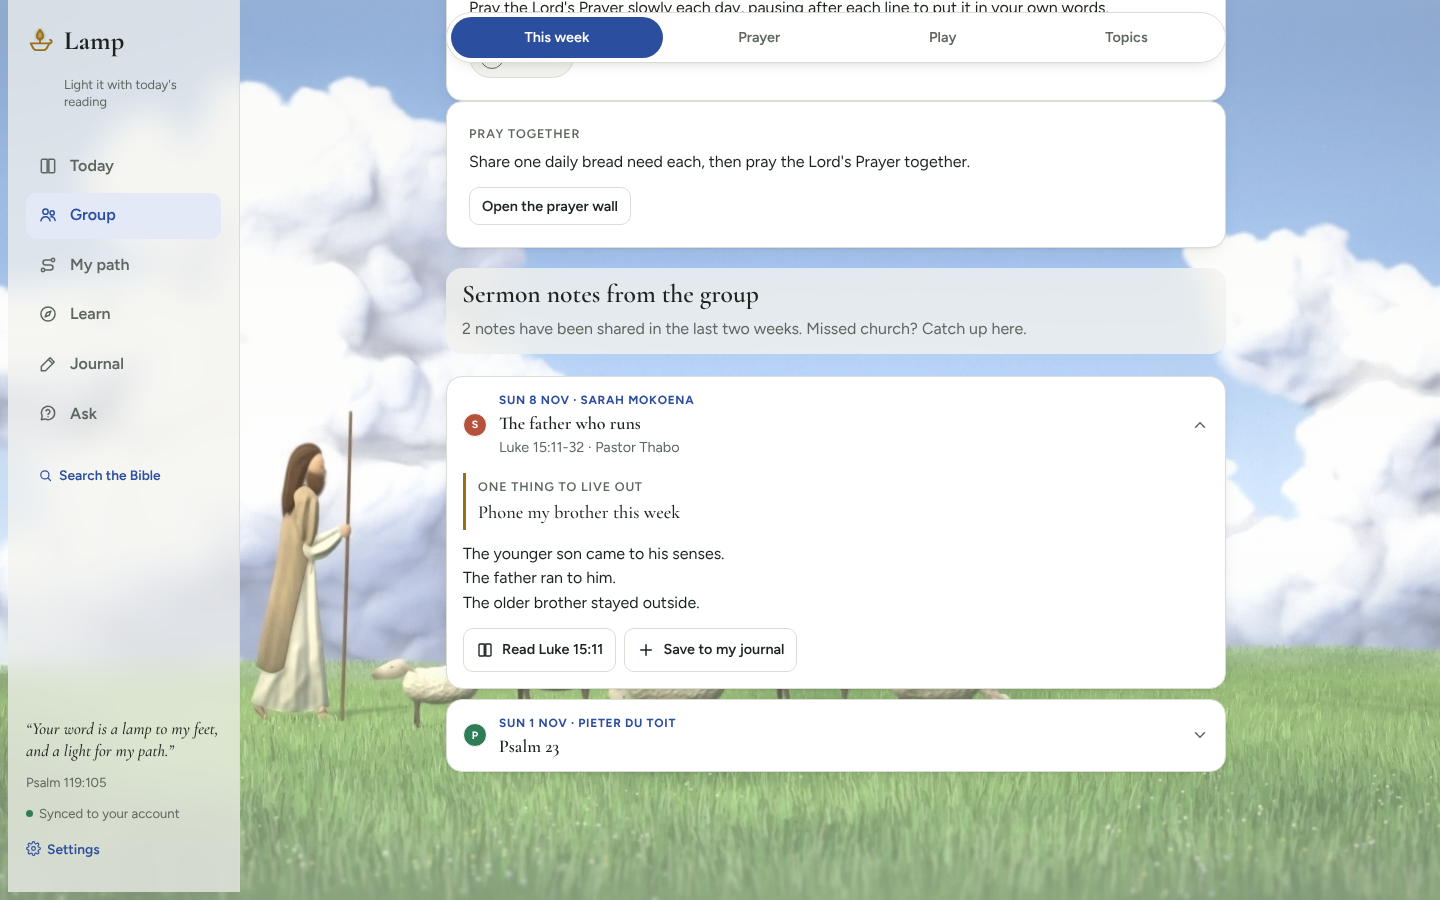 Lamp
Light it with today's
reading
Today
Group
My path
Learn
Journal
Ask
Search the Bible
“Your word is a lamp to my feet,
and a light for my path.”
Psalm 119:105
Synced to your account
Settings
Pray the Lord's Prayer slowly each day, pausing after each line to put it in your own words.
This week
Prayer
Play
Topics
PRAY TOGETHER
Share one daily bread need each, then pray the Lord's Prayer together.
Open the prayer wall
Sermon notes from the group
2 notes have been shared in the last two weeks. Missed church? Catch up here.
SUN 8 NOV · SARAH MOKOENA
S
The father who runs
Luke 15:11-32 · Pastor Thabo
ONE THING TO LIVE OUT
Phone my brother this week
The younger son came to his senses.
The father ran to him.
The older brother stayed outside.
Read Luke 15:11
Save to my journal
SUN 1 NOV · PIETER DU TOIT
P
Psalm 23